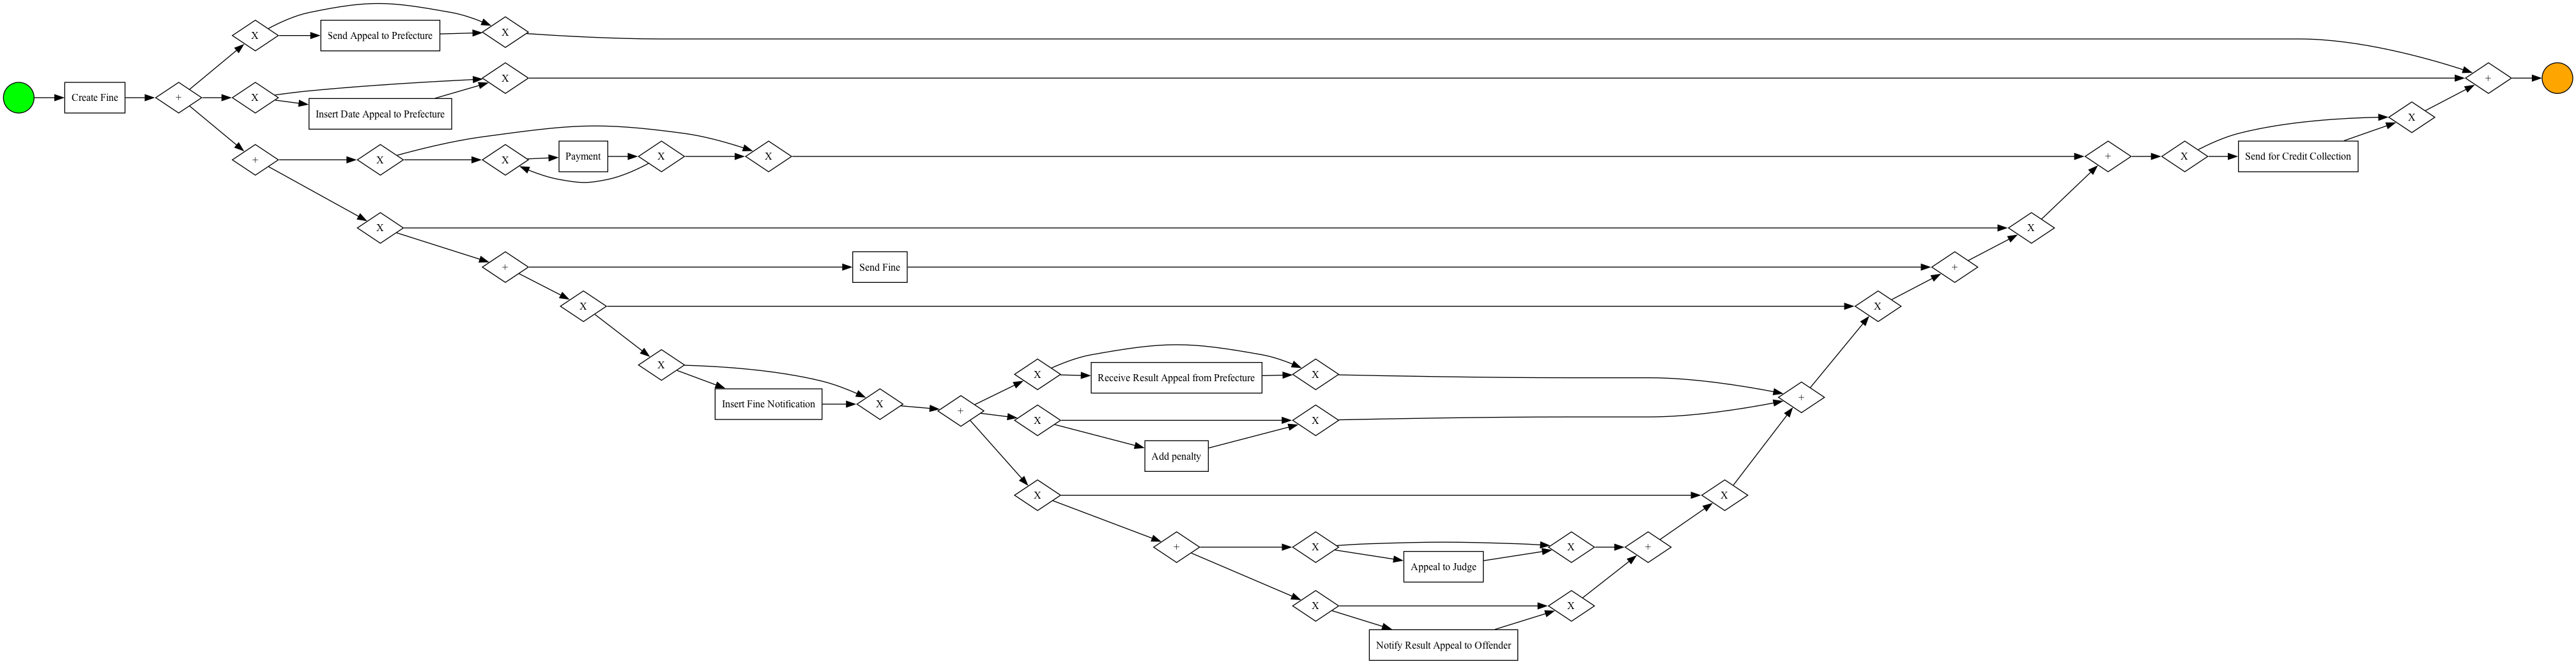 X
Send Appeal to Prefecture
X
Create Fine
+
X
Insert Date Appeal to Prefecture
X
+
+
X
X
Payment
X
X
+
X
Send for Credit Collection
X
X
X
+
Send Fine
+
X
X
X
Insert Fine Notification
X
+
X
Receive Result Appeal from Prefecture
X
+
X
X
Add penalty
X
X
+
X
Appeal to Judge
X
+
X
X
Notify Result Appeal to Offender